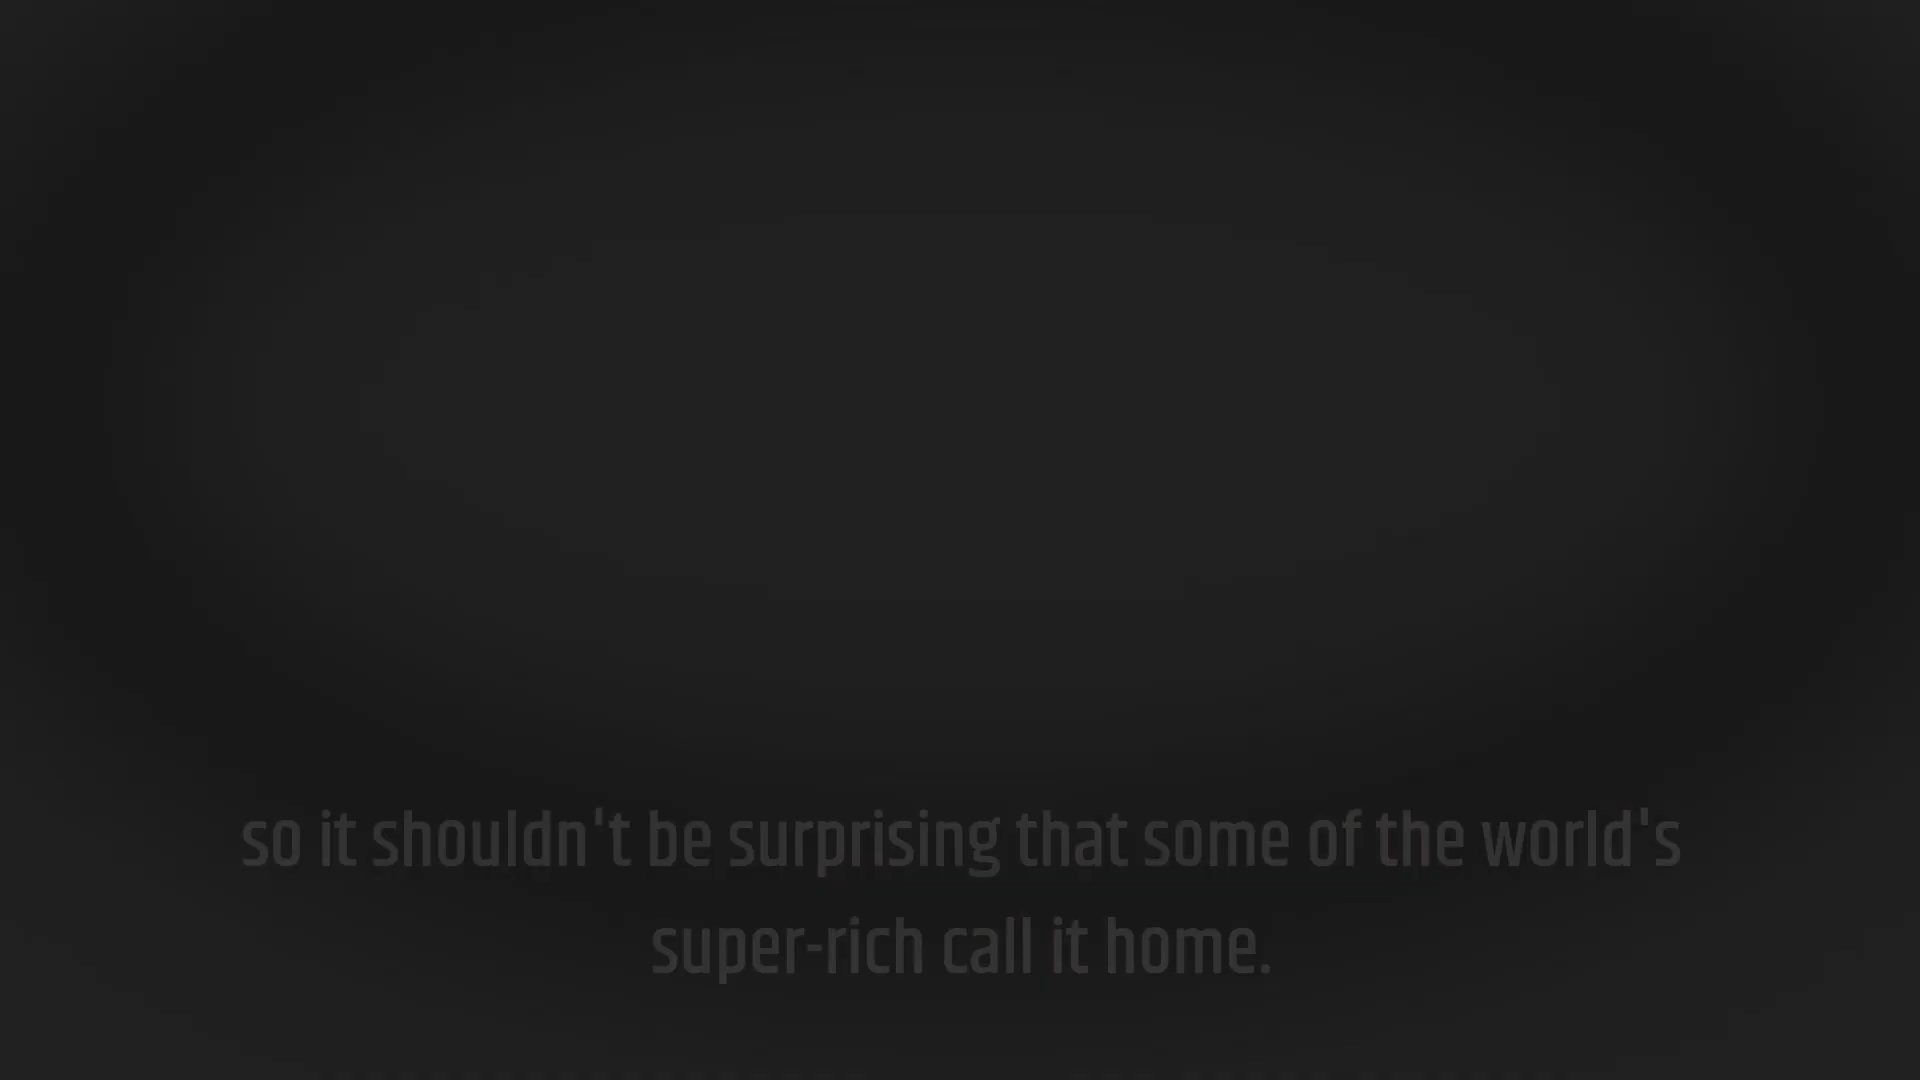 so it shouldn't be surprising that some of the world's
super-rich call it home.